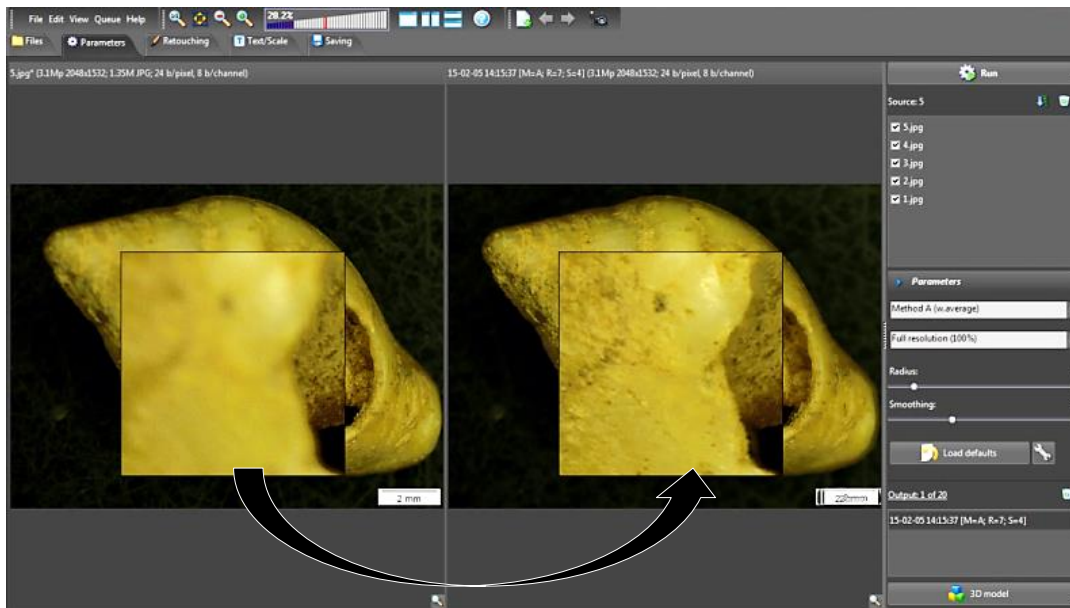 File Edit View Queue Help
20.2%
Files Parameters Retouching Text/Scale Saving
5.jpg* (3.1Mp 2048x1532; 1.35M JPG; 24 b/pixel, 8 b/channel)
15-02-05 14:15:37 [M=A; R=7; S=4] (3.1Mp 2048x1532; 24 b/pixel, 8 b/channel)
2 mm
Run
Source: 5
5.jpg
4.jpg
3.jpg
2.jpg
1.jpg
Parameters
Method A (w.average)
Full resolution (100%)
Radius:
Smoothing:
Load defaults
Output: 1 of 20
15-02-05 14:15:37 [M=A; R=7; S=4]
3D model